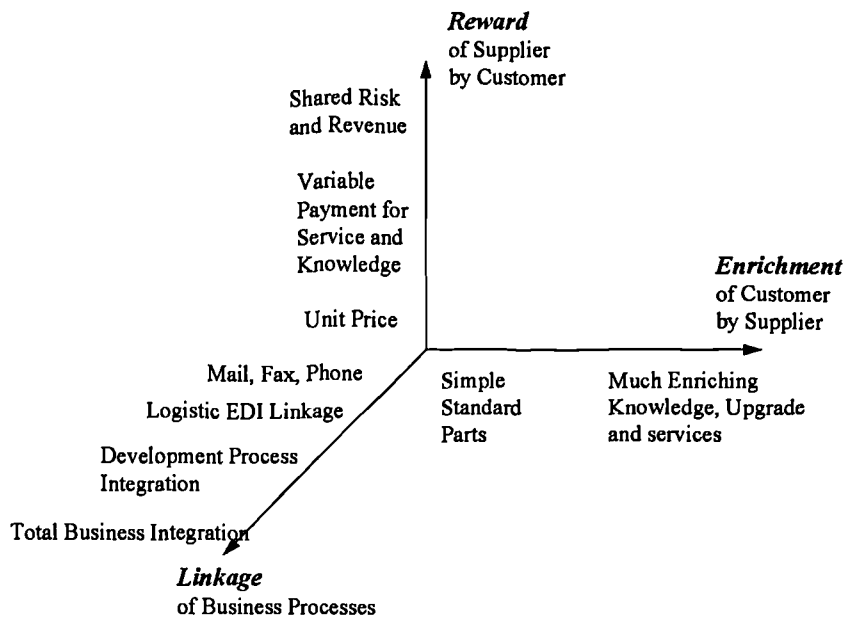 Reward
of Supplier
by Customer
Shared Risk
and Revenue
Variable
Payment for
Service and
Knowledge
Unit Price
Enrichment
of Customer
by Supplier
Simple
Standard
Parts
Much Enriching
Knowledge, Upgrade
and services
Mail, Fax, Phone
Logistic EDI Linkage
Development Process
Integration
Total Business Integration
Linkage
of Business Processes